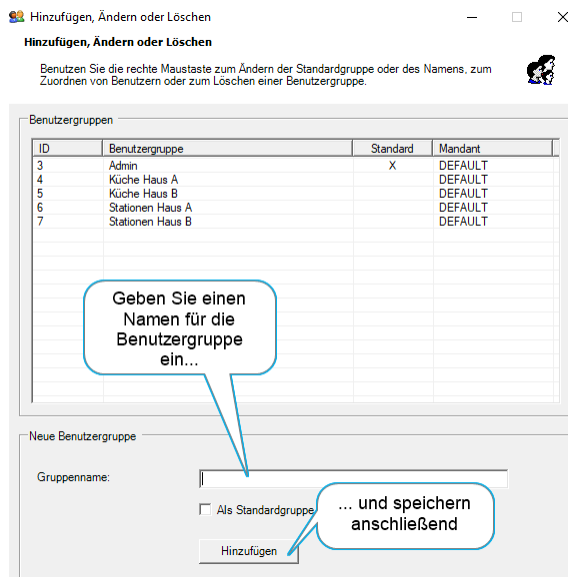 Hinzufügen, Ändern oder Löschen
Hinzufügen, Ändern oder Löschen
Benutzen Sie die rechte Maustaste zum Ändern der Standardgruppe oder des Namens, zum
Zuordnen von Benutzern oder zum Löschen einer Benutzergruppe.
Benutzergruppen
ID Benutzergruppe Standard Mandant
3 Admin X DEFAULT
4 Küche Haus A DEFAULT
5 Küche Haus B DEFAULT
6 Stationen Haus A DEFAULT
7 Stationen Haus B DEFAULT
Geben Sie einen
Namen für die
Benutzergruppe
ein...
Neue Benutzergruppe
Gruppenname:
Als Standardgruppe
... und speichern
anschließend
Hinzufügen